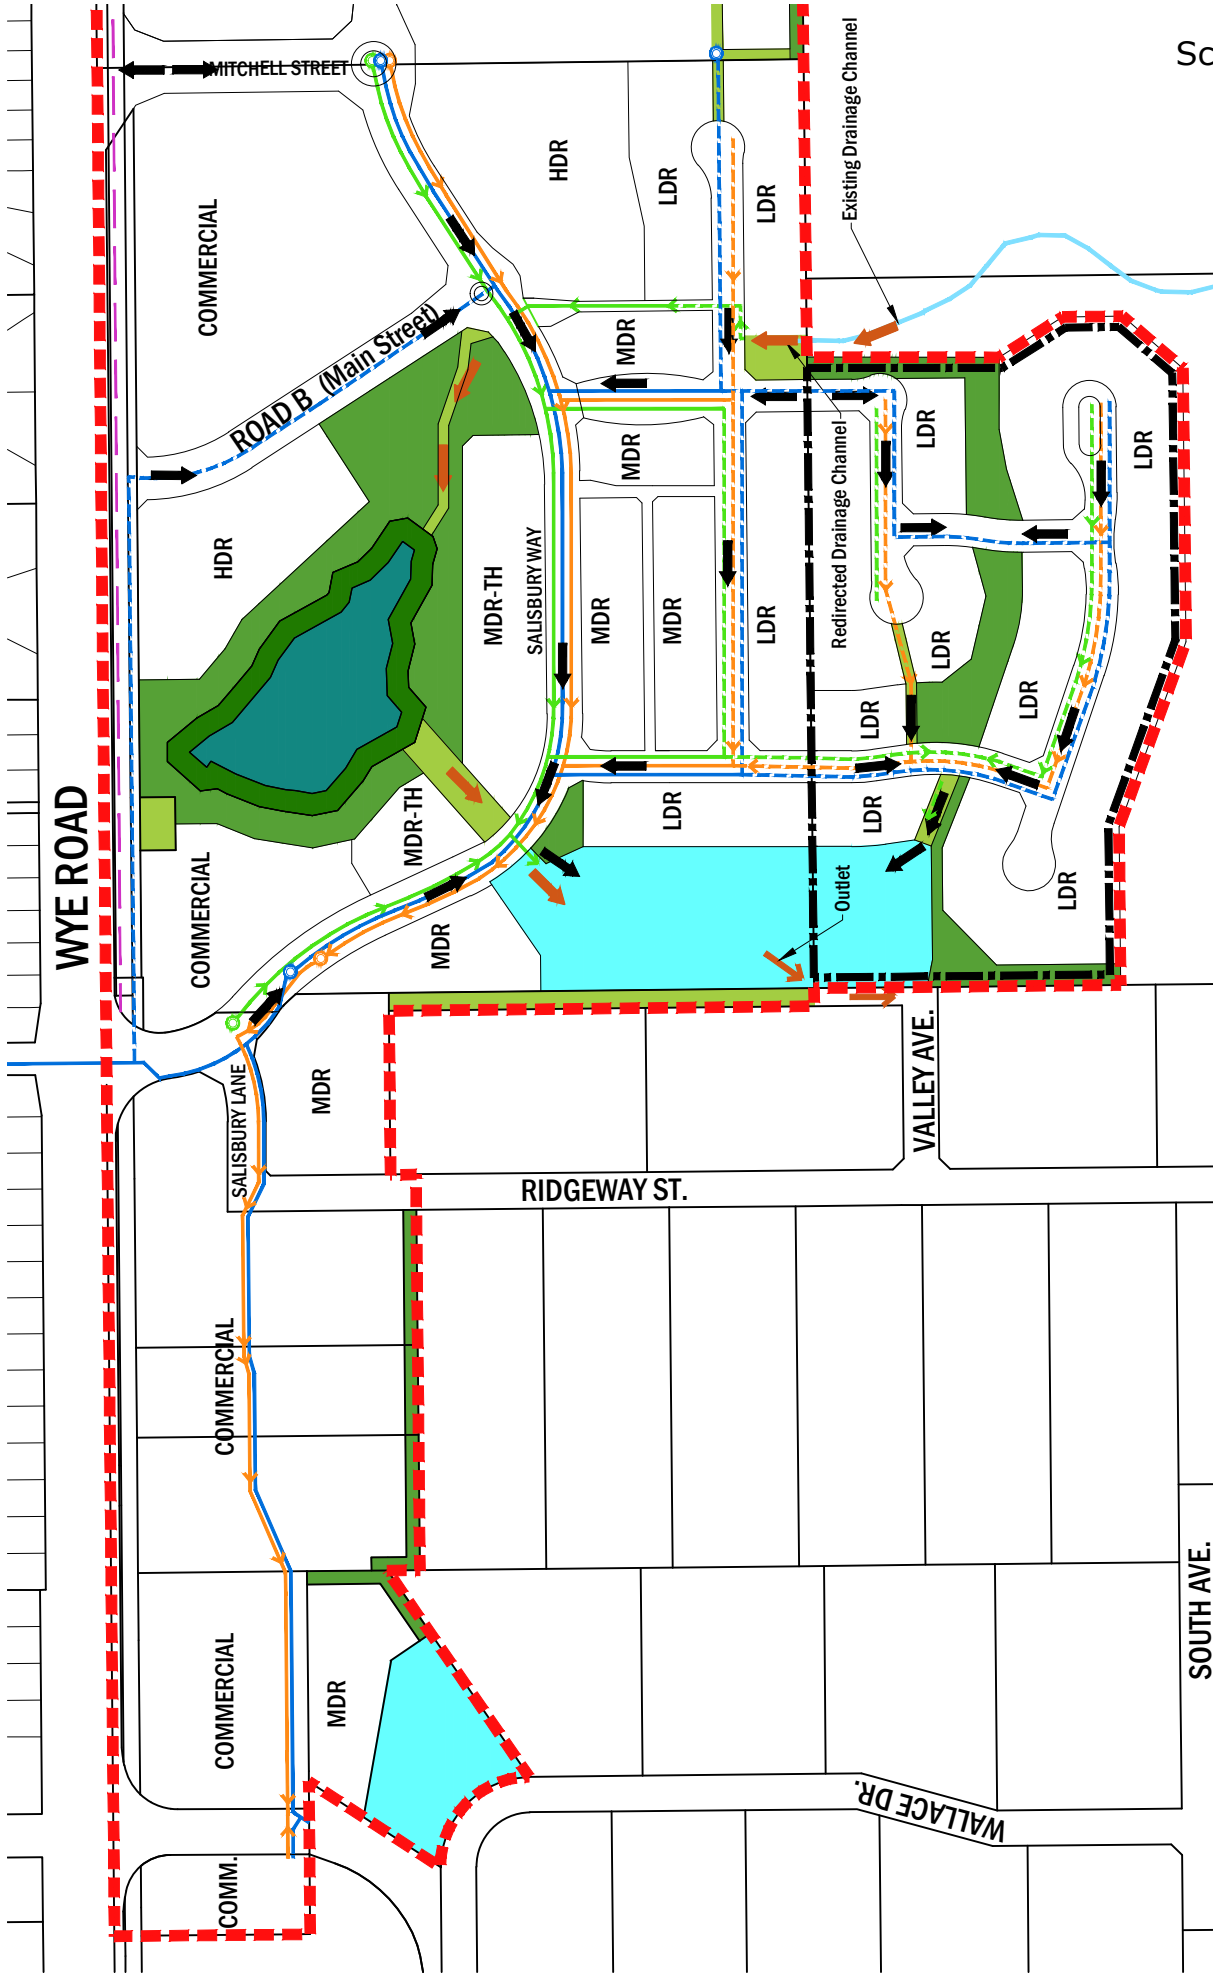 Sc
MITCHELL STREET
Existing Drainage Channel
HDR
LDR
LDR
COMMERCIAL
ROAD B (Main Street)
MDR
LDR
LDR
MDR
HDR
MDR-TH
SALISBURY WAY
MDR
MDR
LDR
Redirected Drainage Channel
LDR
LDR
LDR
WYE ROAD
MDR-TH
LDR
LDR
LDR
Outlet
COMMERCIAL
MDR
MDR
SALISBURY LANE
VALLEY AVE.
RIDGEWAY ST.
COMMERCIAL
SOUTH AVE.
COMMERCIAL
MDR
WALLACE DR.
COMM.